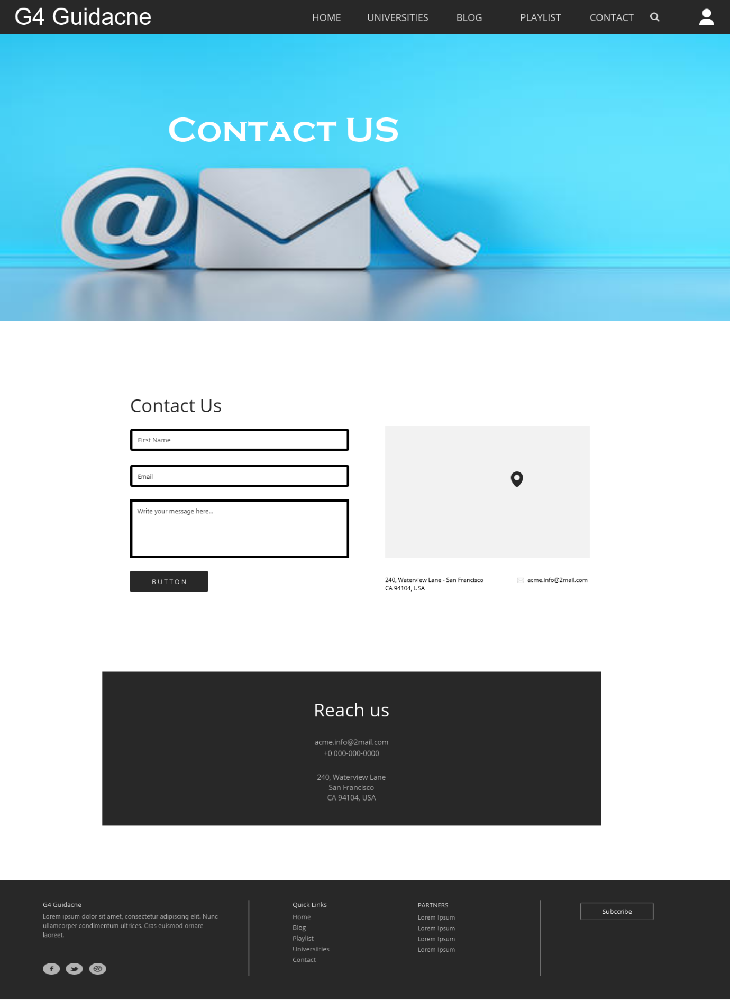 G4 Guidacne
HOME
UNIVERSITIES
BLOG
PLAYLIST
CONTACT
CONTACT US
Contact Us
First Name
Email
Write your message here...
BUTTON
240, Waterview Lane - San Francisco
CA 94104, USA
acme.info@2mail.com
Reach us
acme.info@2mail.com
+0 000-000-0000
240, Waterview Lane
San Francisco
CA 94104, USA
G4 Guidacne
Lorem ipsum dolor sit amet, consectetur adipiscing elit. Nunc
ullamcorper condimentum ultrices. Cras euismod ornare
laoreet.
Quick Links
Home
Blog
Playlist
Universiities
Contact
PARTNERS
Lorem Ipsum
Lorem Ipsum
Lorem Ipsum
Lorem Ipsum
Subccribe